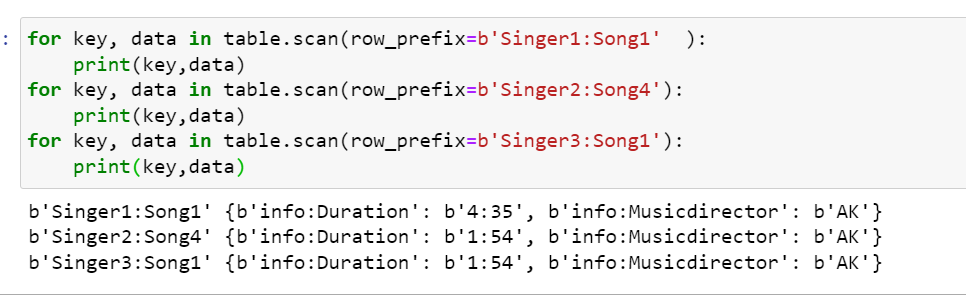 : for key, data in table.scan(row_prefix=b'Singer1:Song1'  ):
    print(key,data)
for key, data in table.scan(row_prefix=b'Singer2:Song4'):
    print(key,data)
for key, data in table.scan(row_prefix=b'Singer3:Song1'):
    print(key,data)
b'Singer1:Song1' {b'info:Duration': b'4:35', b'info:Musicdirector': b'AK'}
b'Singer2:Song4' {b'info:Duration': b'1:54', b'info:Musicdirector': b'AK'}
b'Singer3:Song1' {b'info:Duration': b'1:54', b'info:Musicdirector': b'AK'}